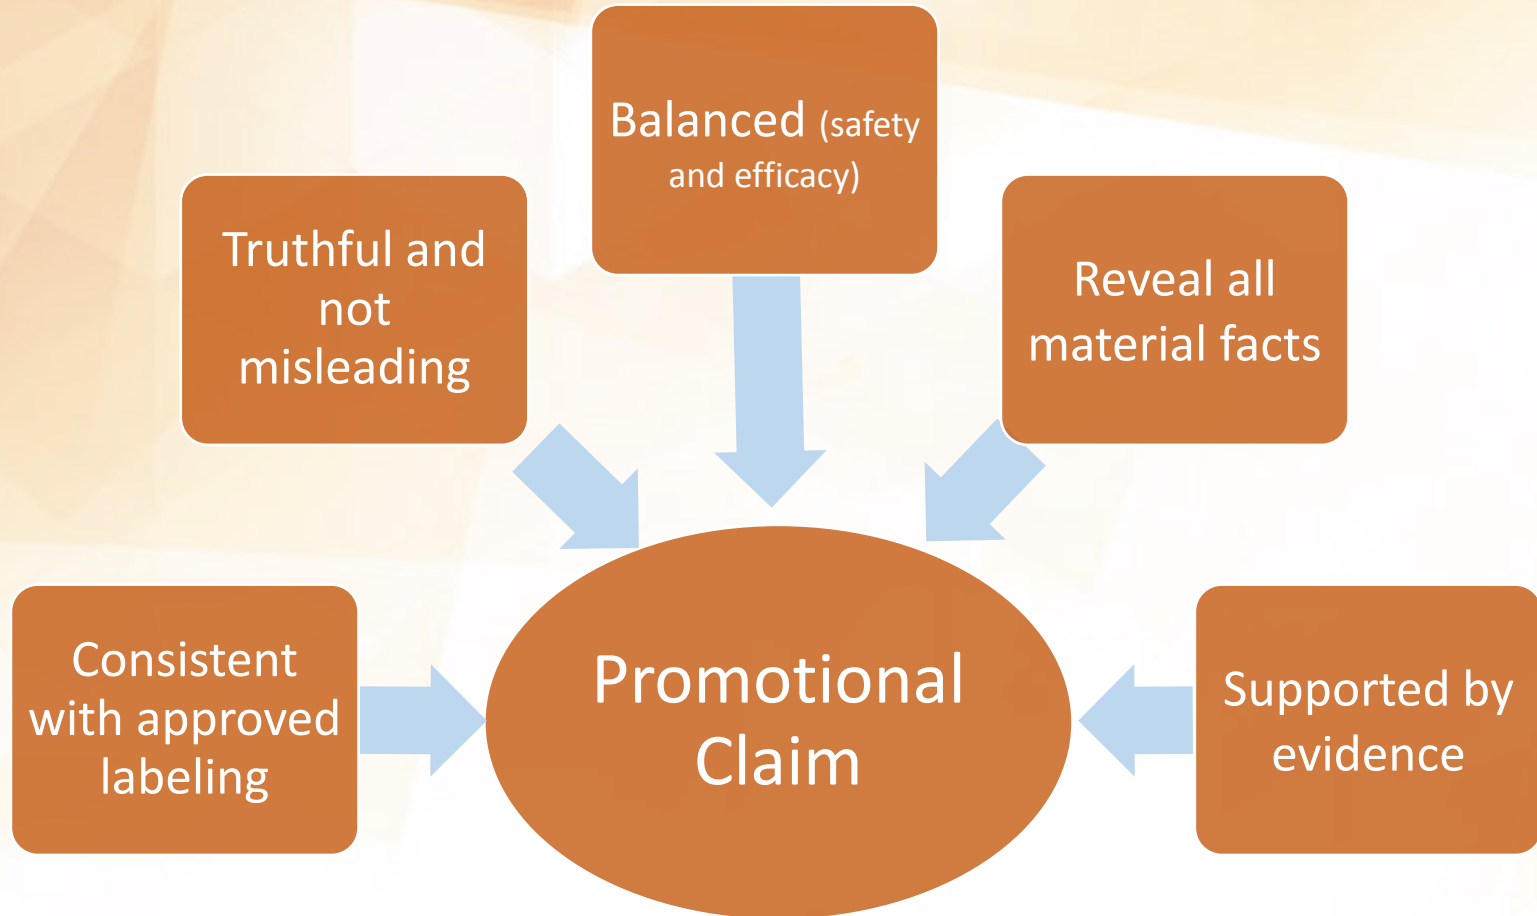 Balanced (safety
and efficacy)
Truthful and
not
misleading
Reveal all
material facts
Consistent
with approved
labeling
Promotional
Claim
Supported by
evidence